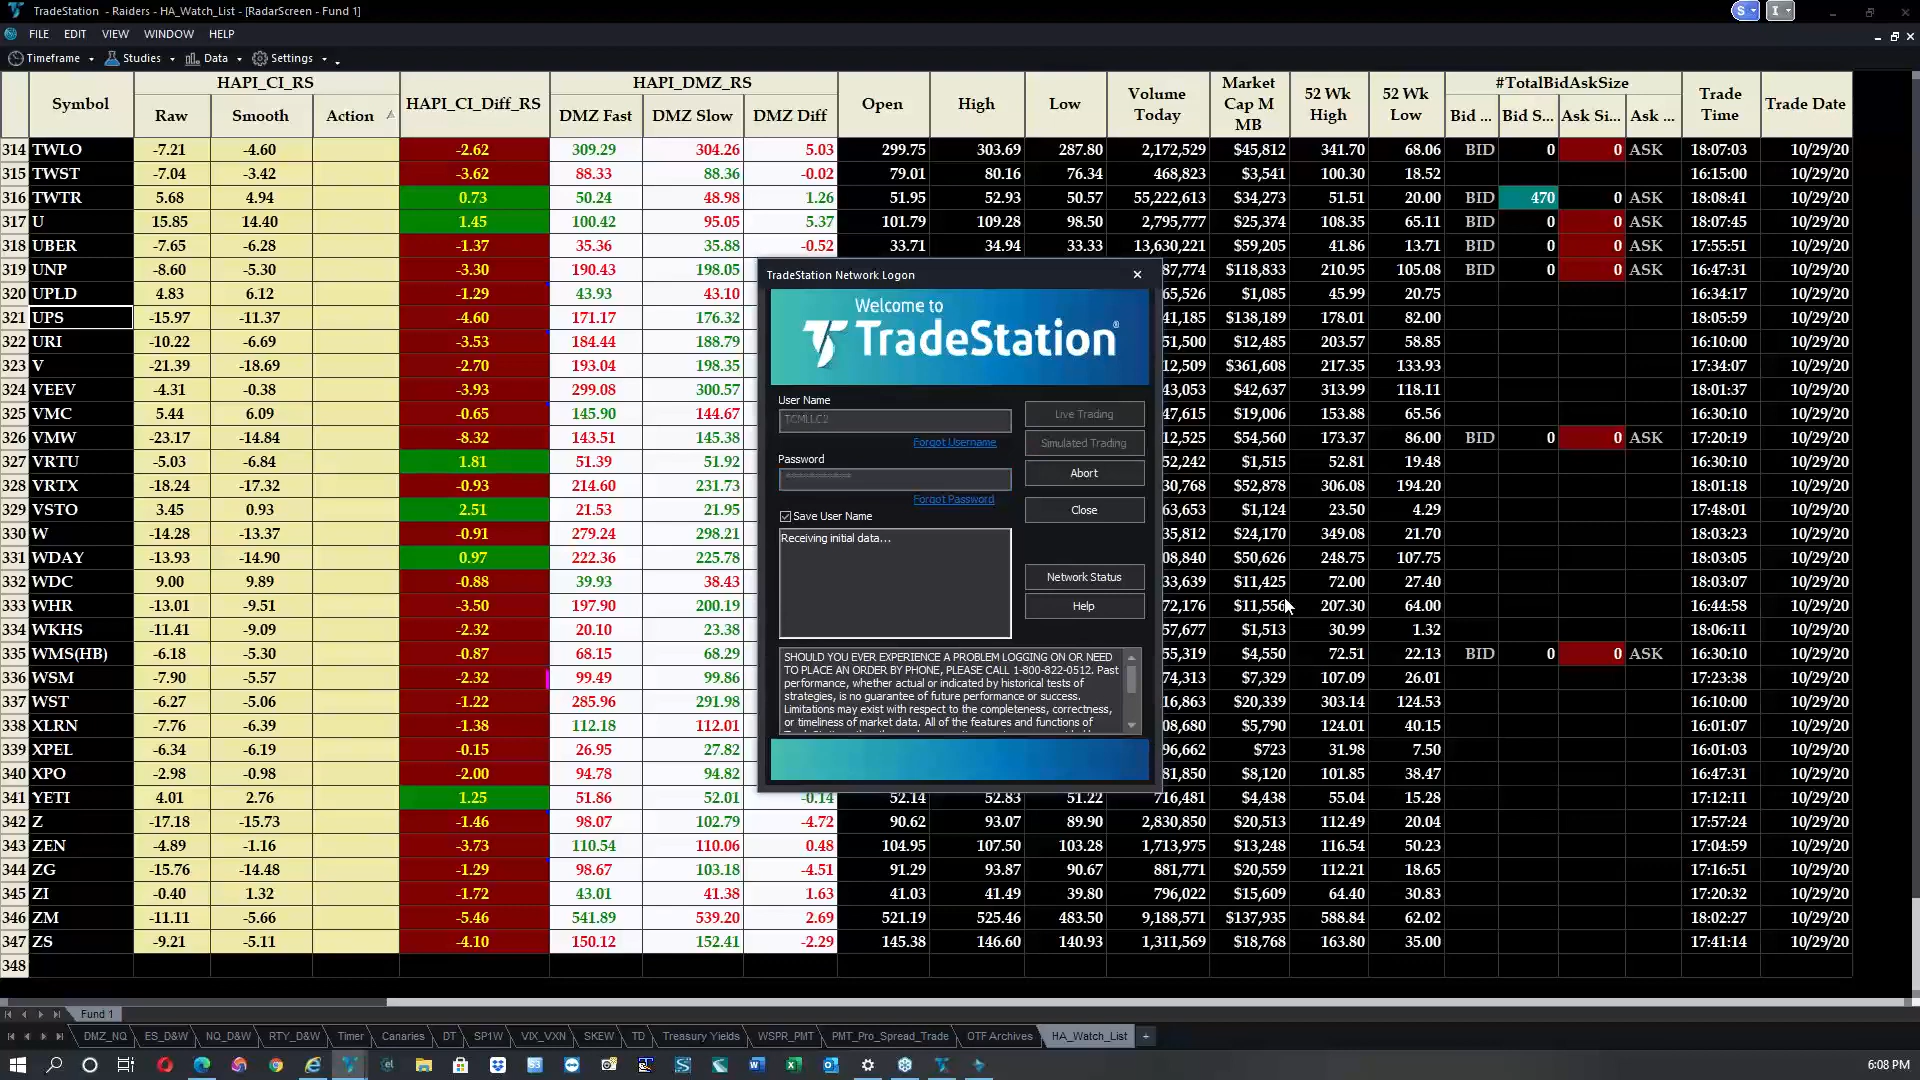 TradeStation - Raiders - HA_Watch_List - [RadarScreen - Fund 1]
FILE EDIT VIEW WINDOW HELP
Timeframe Studies Data Settings
Symbol HAPI_CI_RS HAPI_CI_Diff_RS HAPI_DMZ_RS Open High Low Volume Today Market Cap M MB 52 Wk High 52 Wk Low #TotalBidAskSize Trade Time Trade Date
Raw Smooth Action DMZ Fast DMZ Slow DMZ Diff Bid ... Bid S... Ask Si... Ask ...
314 TWLO -7.21 -4.60 -2.62 309.29 304.26 5.03 299.75 303.69 287.80 2,172,529 $45,812 341.70 68.06 BID 0 0 ASK 18:07:03 10/29/20
315 TWST -7.04 -3.42 -3.62 88.33 88.36 -0.02 79.01 80.16 76.34 468,823 $3,541 100.30 18.52 16:15:00 10/29/20
316 TWTR 5.68 4.94 0.73 50.24 48.98 1.26 51.95 52.93 50.57 55,222,613 $34,273 51.51 20.00 BID 470 0 ASK 18:08:41 10/29/20
317 U 15.85 14.40 1.45 100.42 95.05 5.37 101.79 109.28 98.50 2,795,777 $25,374 108.35 65.11 BID 0 0 ASK 18:07:45 10/29/20
318 UBER -7.65 -6.28 -1.37 35.36 35.88 -0.52 33.71 34.94 33.33 13,630,221 $59,205 41.86 13.71 BID 0 0 ASK 17:55:51 10/29/20
319 UNP -8.60 -5.30 -3.30 190.43 198.05 87,774 $118,833 210.95 105.08 BID 0 0 ASK 16:47:31 10/29/20
320 UPLD 4.83 6.12 -1.29 43.93 43.10 65,526 $1,085 45.99 20.75 16:34:17 10/29/20
321 UPS -15.97 -11.37 -4.60 171.17 176.32 41,185 $138,189 178.01 82.00 18:05:59 10/29/20
322 URI -10.22 -6.69 -3.53 184.44 188.79 51,500 $12,485 203.57 58.85 16:10:00 10/29/20
323 V -21.39 -18.69 -2.70 193.04 198.35 12,509 $361,608 217.35 133.93 17:34:07 10/29/20
324 VEEV -4.31 -0.38 -3.93 299.08 300.57 43,053 $42,637 313.99 118.11 18:01:37 10/29/20
325 VMC 5.44 6.09 -0.65 145.90 144.67 47,615 $19,006 153.88 65.56 16:30:10 10/29/20
326 VMW -23.17 -14.84 -8.32 143.51 145.38 12,525 $54,560 173.37 86.00 BID 0 0 ASK 17:20:19 10/29/20
327 VRTU -5.03 -6.84 1.81 51.39 51.92 52,242 $1,515 52.81 19.48 16:30:10 10/29/20
328 VRTX -18.24 -17.32 -0.93 214.60 231.73 30,768 $52,878 306.08 194.20 18:01:18 10/29/20
329 VSTO 3.45 0.93 2.51 21.53 21.95 63,653 $1,124 23.50 4.29 17:48:01 10/29/20
330 W -14.28 -13.37 -0.91 279.24 298.21 35,812 $24,170 349.08 21.70 18:03:23 10/29/20
331 WDAY -13.93 -14.90 0.97 222.36 225.78 08,840 $50,626 248.75 107.75 18:03:05 10/29/20
332 WDC 9.00 9.89 -0.88 39.93 38.43 33,639 $11,425 72.00 27.40 18:03:07 10/29/20
333 WHR -13.01 -9.51 -3.50 197.90 200.19 72,176 $11,556 207.30 64.00 16:44:58 10/29/20
334 WKHS -11.41 -9.09 -2.32 20.10 23.38 57,677 $1,513 30.99 1.32 18:06:11 10/29/20
335 WMS(HB) -6.18 -5.30 -0.87 68.15 68.29 55,319 $4,550 72.51 22.13 BID 0 0 ASK 16:30:10 10/29/20
336 WSM -7.90 -5.57 -2.32 99.49 99.86 74,313 $7,329 107.09 26.01 17:23:38 10/29/20
337 WST -6.27 -5.06 -1.22 285.96 291.98 16,863 $20,339 303.14 124.53 16:10:00 10/29/20
338 XLRN -7.76 -6.39 -1.38 112.18 112.01 08,680 $5,790 124.01 40.15 16:01:07 10/29/20
339 XPEL -6.34 -6.19 -0.15 26.95 27.82 96,662 $723 31.98 7.50 16:01:03 10/29/20
340 XPO -2.98 -0.98 -2.00 94.78 94.82 81,850 $8,120 101.85 38.47 16:47:31 10/29/20
341 YETI 4.01 2.76 1.25 51.86 52.01 -0.14 52.14 52.83 51.22 716,481 $4,438 55.04 15.28 17:12:11 10/29/20
342 Z -17.18 -15.73 -1.46 98.07 102.79 -4.72 90.62 93.07 89.90 2,830,850 $20,513 112.49 20.04 17:57:24 10/29/20
343 ZEN -4.89 -1.16 -3.73 110.54 110.06 0.48 104.95 107.50 103.28 1,713,975 $13,248 116.54 50.23 17:04:59 10/29/20
344 ZG -15.76 -14.48 -1.29 98.67 103.18 -4.51 91.29 93.87 90.67 881,771 $20,559 112.21 18.65 17:16:51 10/29/20
345 ZI -0.40 1.32 -1.72 43.01 41.38 1.63 41.03 41.49 39.80 796,022 $15,609 64.40 30.83 17:20:32 10/29/20
346 ZM -11.11 -5.66 -5.46 541.89 539.20 2.69 521.19 525.46 483.50 9,188,571 $137,935 588.84 62.02 18:02:27 10/29/20
347 ZS -9.21 -5.11 -4.10 150.12 152.41 -2.29 145.38 146.60 140.93 1,311,569 $18,768 163.80 35.00 17:41:14 10/29/20
348
TradeStation Network Logon
Welcome to
TradeStation
User Name
TCMLLC2
Forgot Username
Live Trading
Simulated Trading
Password
************
Forgot Password
Abort
Close
Save User Name
Receiving initial data...
Network Status
Help
SHOULD YOU EVER EXPERIENCE A PROBLEM LOGGING ON OR NEED
TO PLACE AN ORDER BY PHONE, PLEASE CALL 1-800-822-0512. Past
performance, whether actual or indicated by historical tests of
strategies, is no guarantee of future performance or success.
Limitations may exist with respect to the completeness, correctness,
or timeliness of market data. All of the features and functions of
Fund 1
DMZ_NQ ES_D&W NQ_D&W RTY_D&W Timer Canaries DT SP1W VIX_VXN SKEW TD Treasury Yields WSPR_PMT PMT_Pro_Spread_Trade OTF Archives HA_Watch_List +
6:08 PM